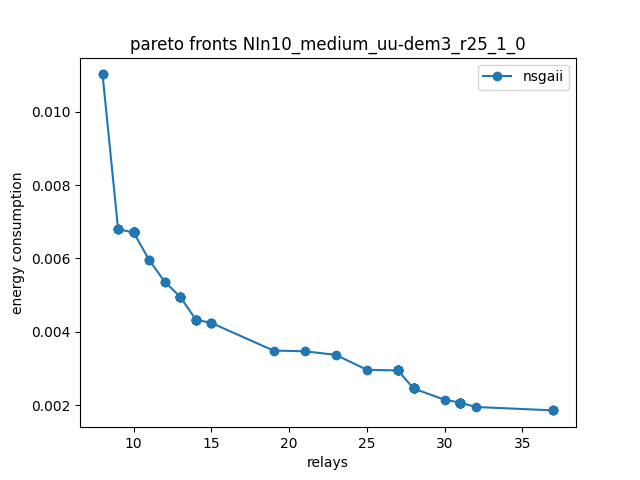 pareto fronts NIn10_medium_uu-dem3_r25_1_0
nsgaii
energy consumption
0.010
0.008
0.006
0.004
0.002
10 15 20 25 30 35
relays